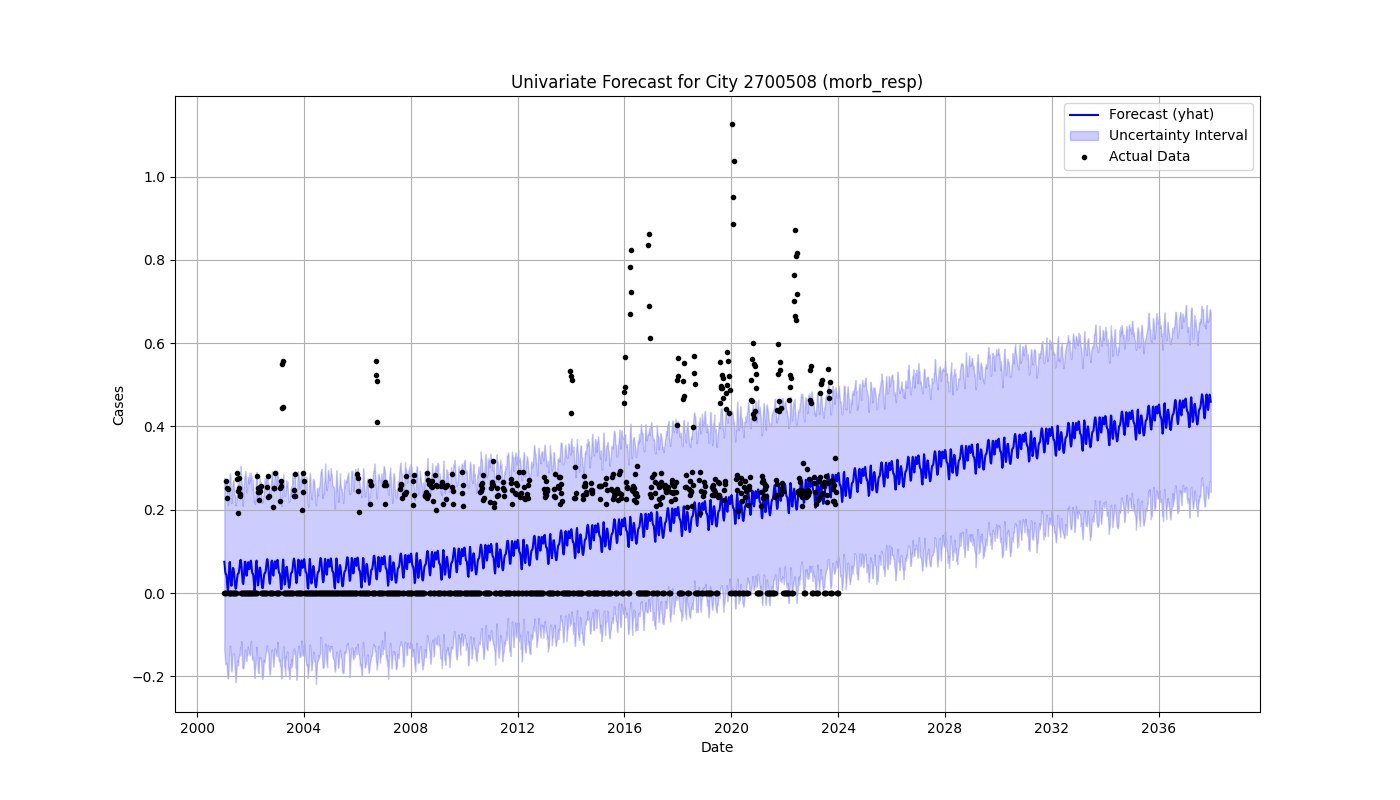 Univariate Forecast for City 2700508 (morb_resp)
Forecast (yhat)
Uncertainty Interval
Actual Data
Cases
1.0
0.8
0.6
0.4
0.2
0.0
−0.2
2000 2004 2008 2012 2016 2020 2024 2028 2032 2036
Date